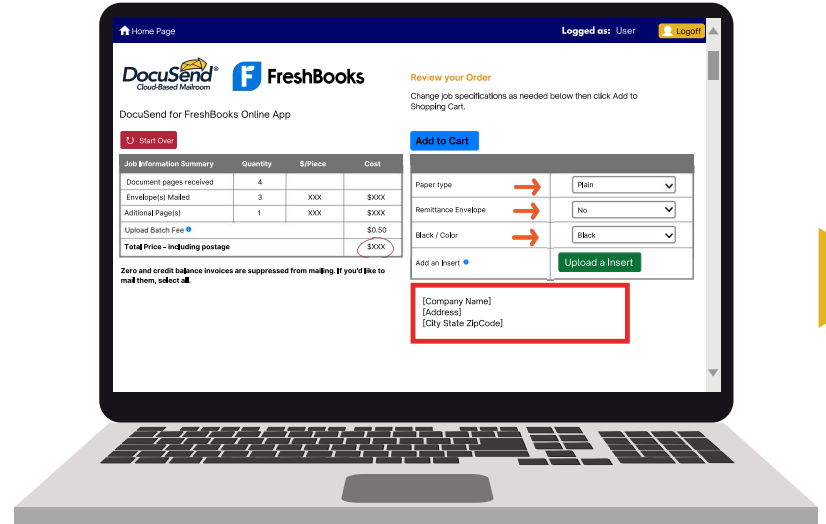 Home Page
Logged as: User
Logoff
DocuSend®
Cloud-Based Mailroom
FreshBooks
DocuSend for FreshBooks Online App
Start Over
Job Information Summary Quantity $/Piece Cost
Document pages received 4
Envelope(s) Mailed 3 XXX $XXX
Aditional Page(s) 1 XXX $XXX
Upload Batch Fee $0.50
Total Price – including postage $XXX
Zero and credit balance invoices are suppressed from mailing. If you'd like to
mail them, select all.
Review your Order
Change job specifications as needed below then click Add to
Shopping Cart.
Add to Cart
Paper type Plain
Remittance Envelope No
Black / Color Black
Add an Insert Upload a Insert
[Company Name]
[Address]
[City State ZipCode]